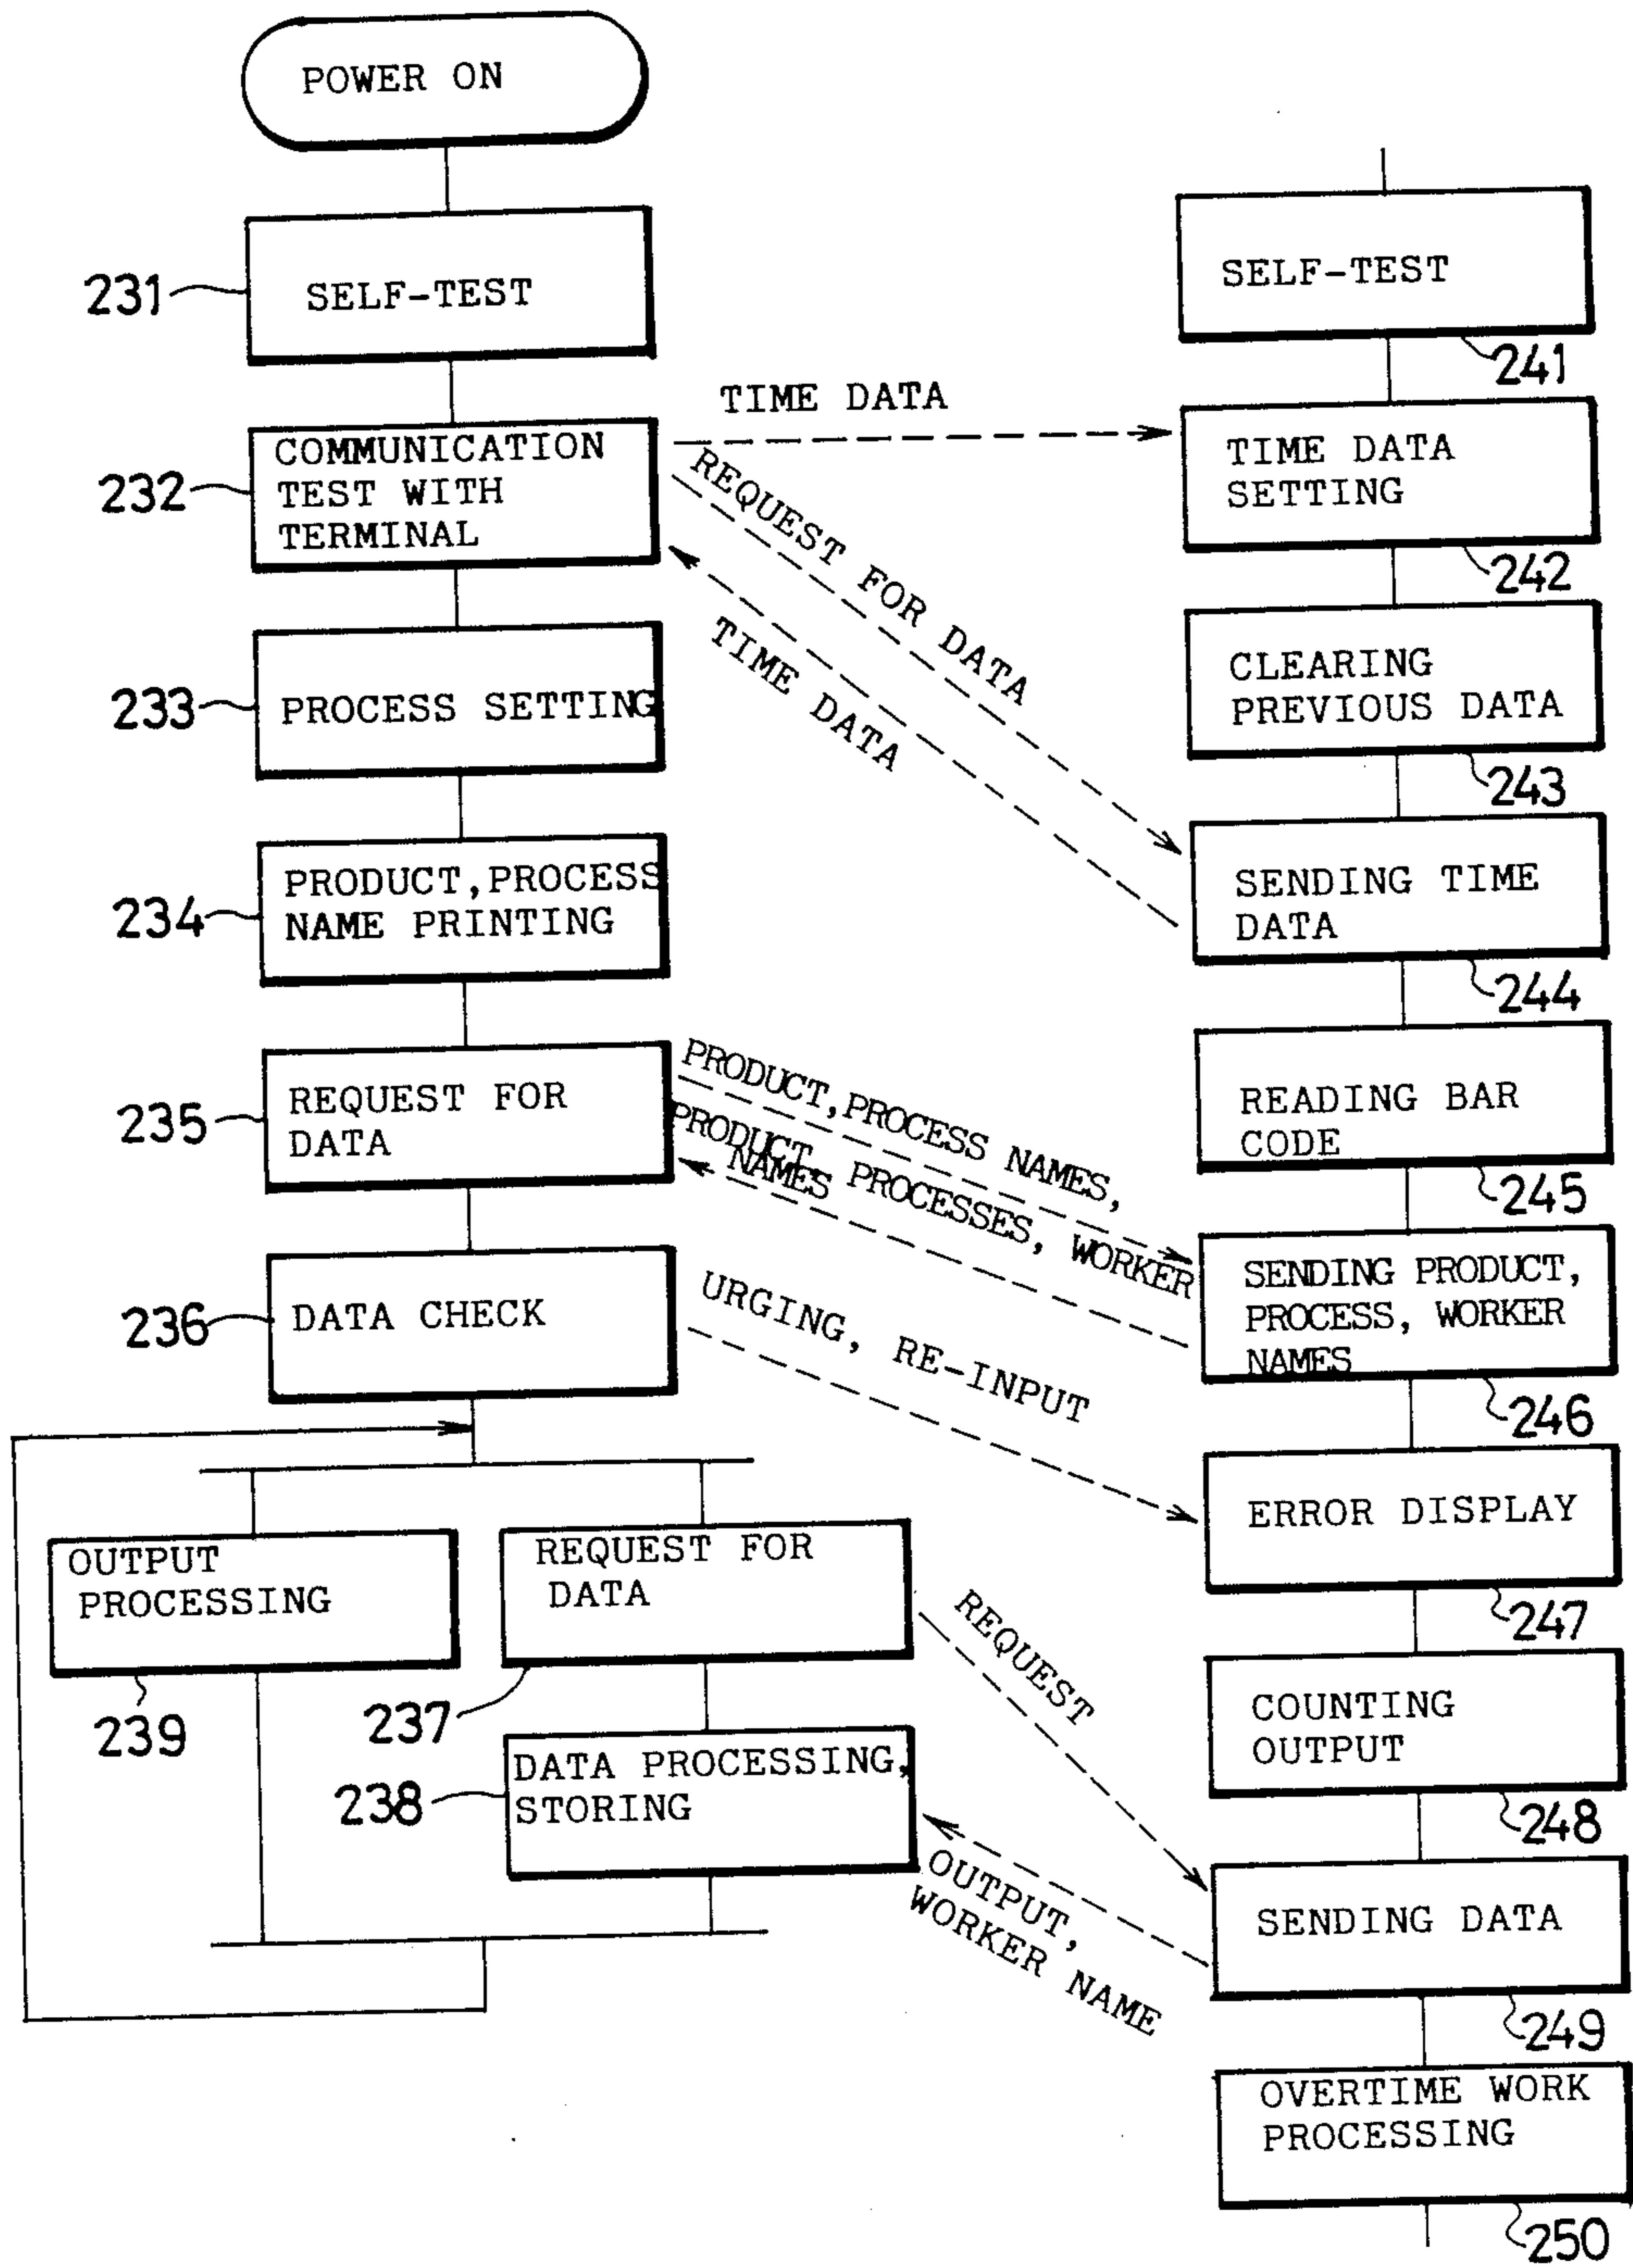 POWER ON
231
SELF-TEST
232
COMMUNICATION
TEST WITH
TERMINAL
233
PROCESS SETTING
234
PRODUCT,PROCESS
NAME PRINTING
235
REQUEST FOR
DATA
236
DATA CHECK
OUTPUT
PROCESSING
239
REQUEST FOR
DATA
237
DATA PROCESSING,
STORING
238
TIME DATA
REQUEST FOR DATA
TIME DATA
PRODUCT,PROCESS NAMES,
PRODUCT, PROCESSES, WORKER
NAMES
URGING, RE-INPUT
REQUEST
OUTPUT,
WORKER NAME
SELF-TEST
241
TIME DATA
SETTING
242
CLEARING
PREVIOUS DATA
243
SENDING TIME
DATA
244
READING BAR
CODE
245
SENDING PRODUCT,
PROCESS, WORKER
NAMES
246
ERROR DISPLAY
247
COUNTING
OUTPUT
248
SENDING DATA
249
OVERTIME WORK
PROCESSING
250